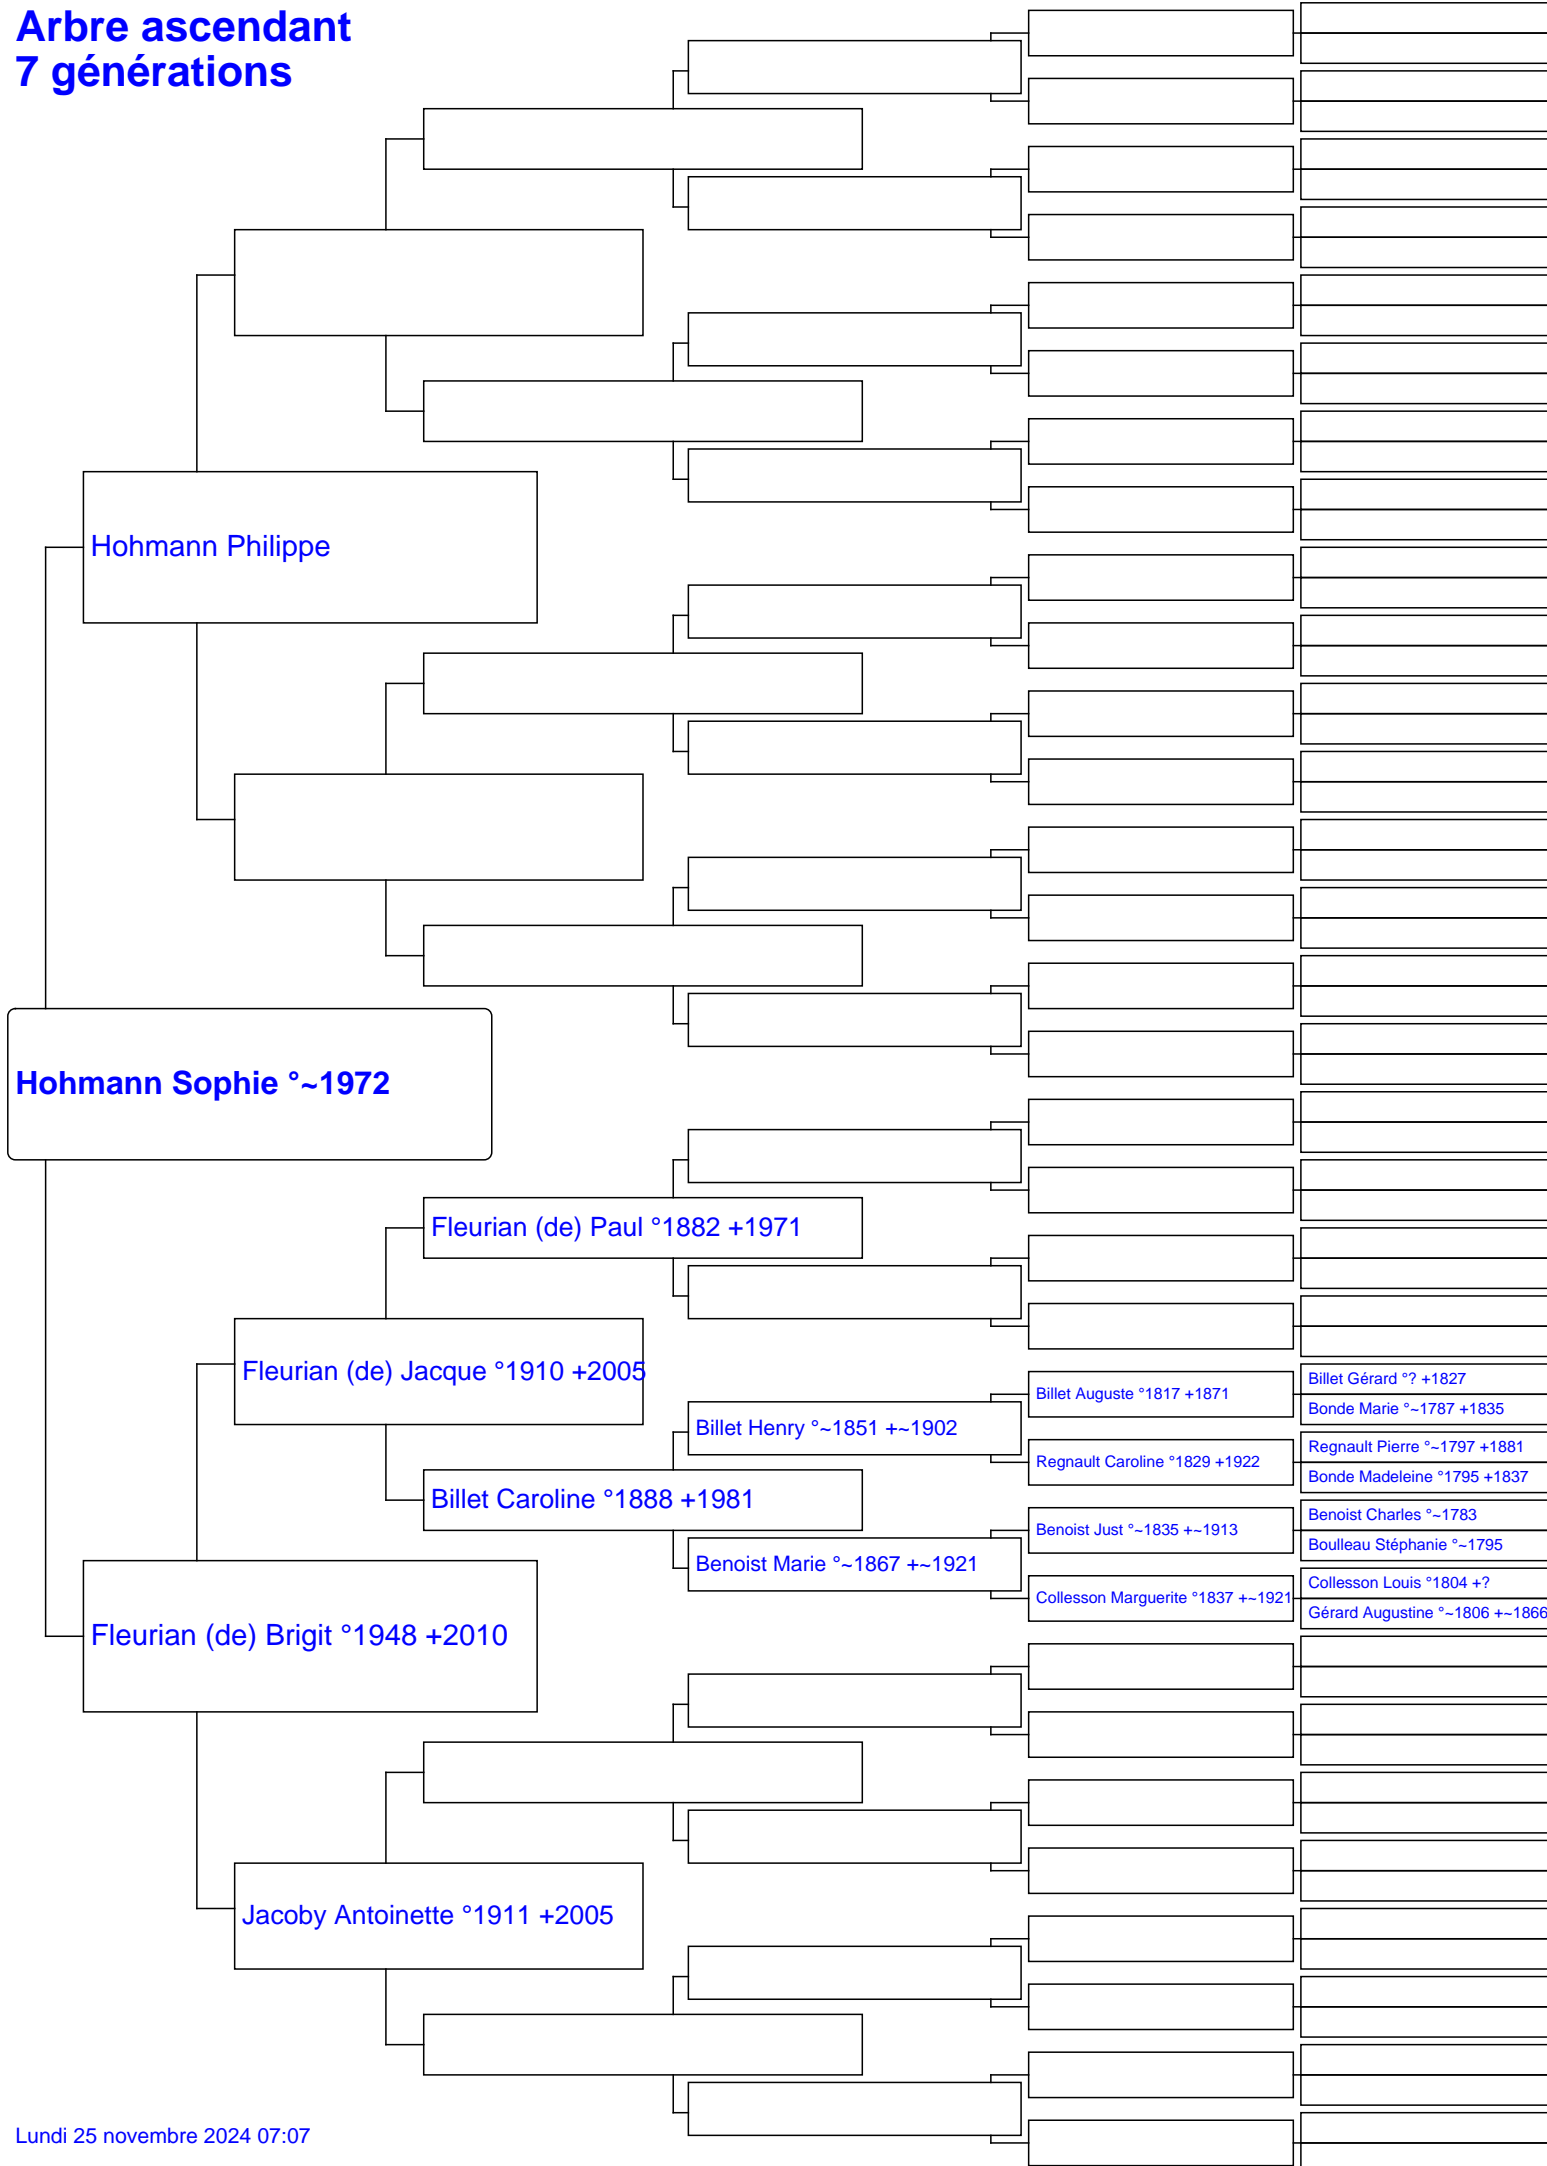 Arbre ascendant
7 générations
Hohmann Philippe
Hohmann Sophie °~1972
Fleurian (de) Paul °1882 +1971
Fleurian (de) Jacque °1910 +2005
Billet Auguste °1817 +1871
Billet Gérard °? +1827
Bonde Marie °~1787 +1835
Billet Henry °~1851 +~1902
Regnault Caroline °1829 +1922
Regnault Pierre °~1797 +1881
Bonde Madeleine °1795 +1837
Billet Caroline °1888 +1981
Benoist Just °~1835 +~1913
Benoist Charles °~1783
Boulleau Stéphanie °~1795
Benoist Marie °~1867 +~1921
Collesson Marguerite °1837 +~1921
Collesson Louis °1804 +?
Gérard Augustine °~1806 +~1866
Fleurian (de) Brigit °1948 +2010
Jacoby Antoinette °1911 +2005
Lundi 25 novembre 2024 07:07